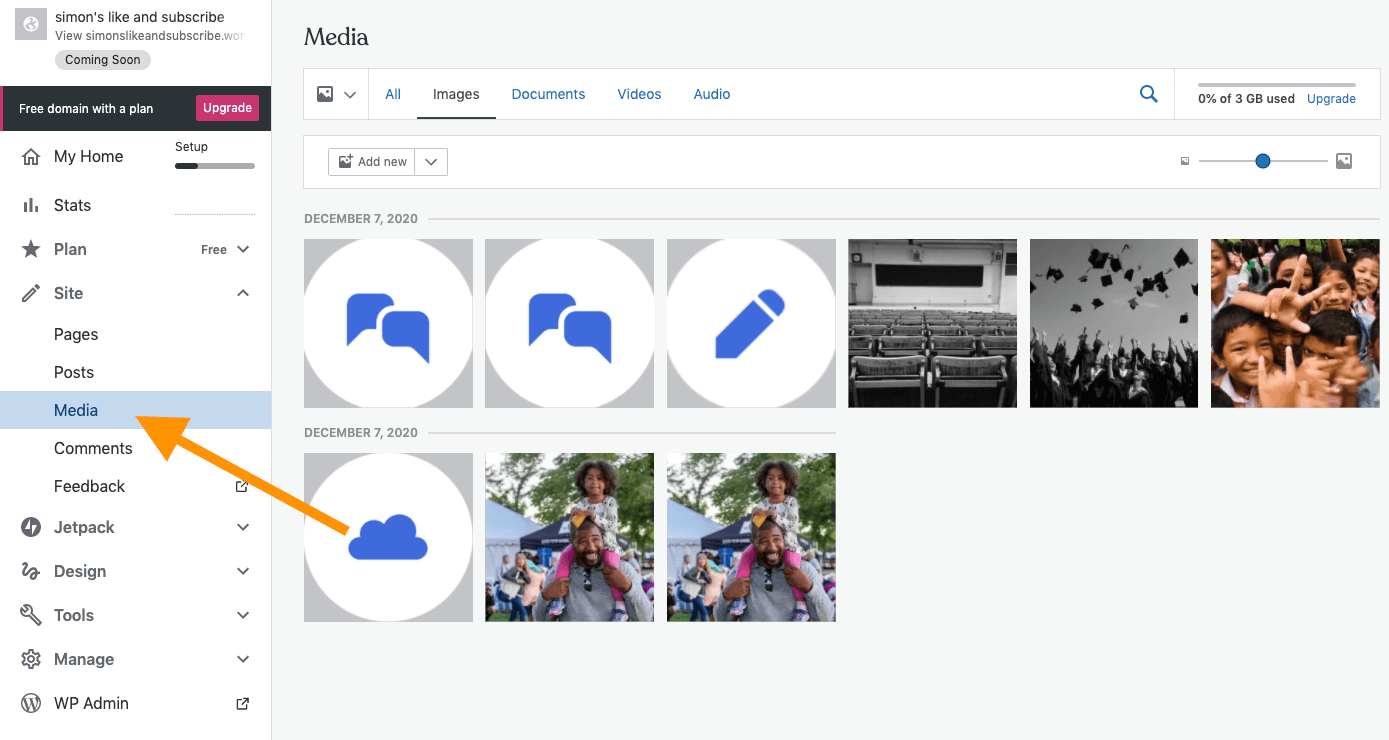 simon's like and subscribe
View simonslikeandsubscribe.wor
Coming Soon
Free domain with a plan
Upgrade
My Home
Setup
Stats
Plan
Free
Site
Pages
Posts
Media
Comments
Feedback
Jetpack
Design
Tools
Manage
WP Admin
Media
All
Images
Documents
Videos
Audio
0% of 3 GB used
Upgrade
Add new
DECEMBER 7, 2020
DECEMBER 7, 2020